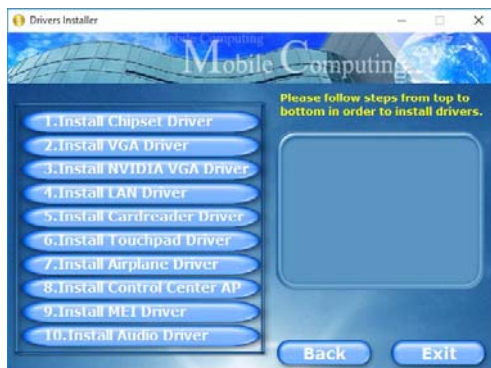 Drivers Installer
Mobile Computing
Mobile Computing
Please follow steps from top to
bottom in order to install drivers.
1.Install Chipset Driver
2.Install VGA Driver
3.Install NVIDIA VGA Driver
4.Install LAN Driver
5.Install Cardreader Driver
6.Install Touchpad Driver
7.Install Airplane Driver
8.Install Control Center AP
9.Install MEI Driver
10.Install Audio Driver
Back
Exit